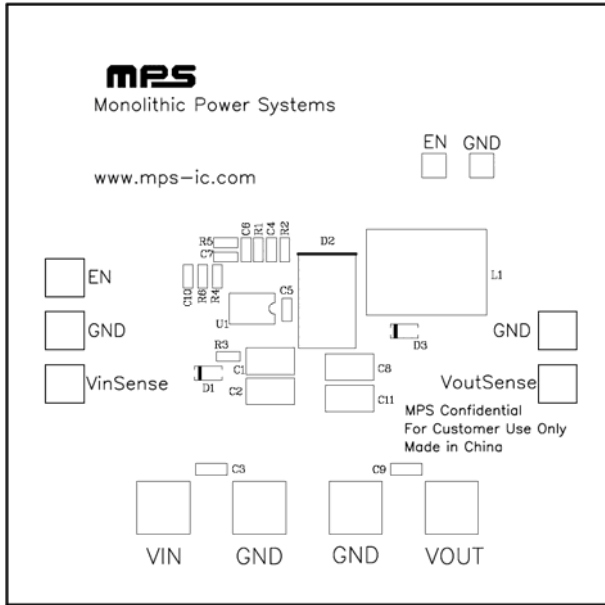 mps
Monolithic Power Systems
EN GND
www.mps-ic.com
R5
C7
C6
R1
C4
R2
D2
L1
C10
R6
R4
U1
C5
EN
GND
VinSense
R3
D1
C1
C2
C8
C11
D3
GND
VoutSense
MPS Confidential
For Customer Use Only
Made in China
C3
C9
VIN GND GND VOUT